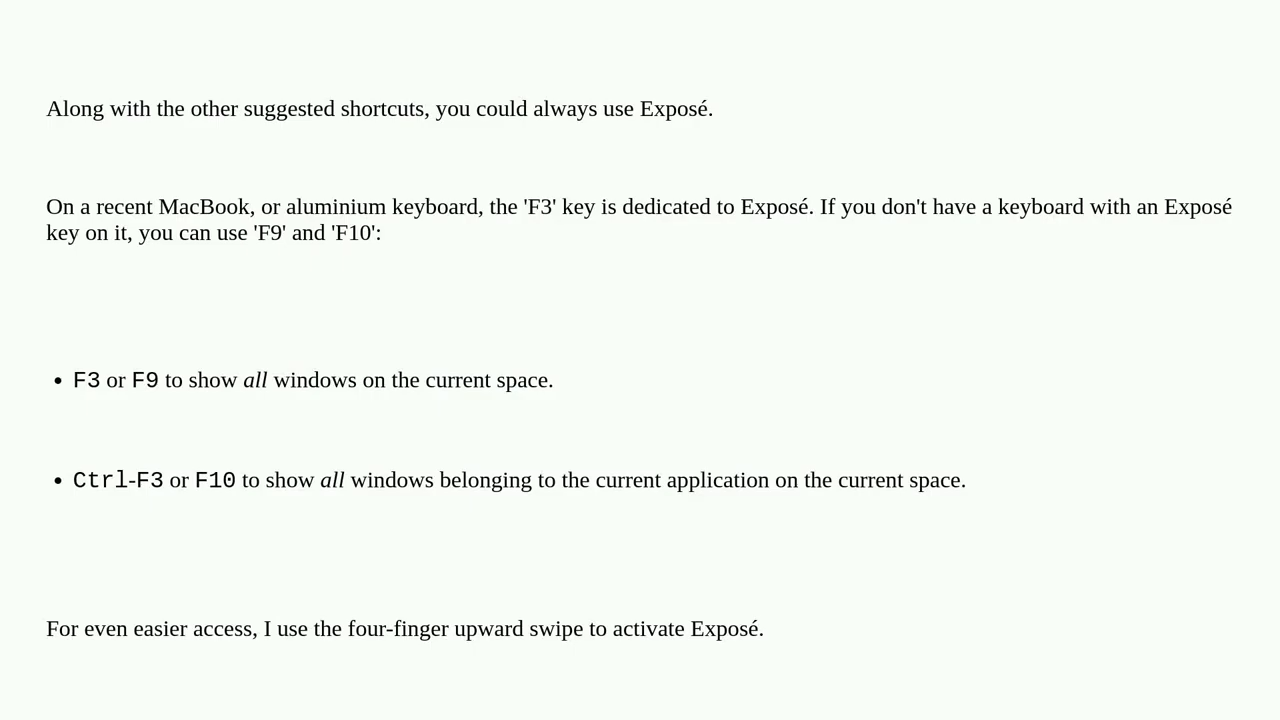 Along with the other suggested shortcuts, you could always use Exposé.
On a recent MacBook, or aluminium keyboard, the 'F3' key is dedicated to Exposé. If you don't have a keyboard with an Exposé
key on it, you can use 'F9' and 'F10':
• F3 or F9 to show all windows on the current space.
• Ctrl-F3 or F10 to show all windows belonging to the current application on the current space.
For even easier access, I use the four-finger upward swipe to activate Exposé.